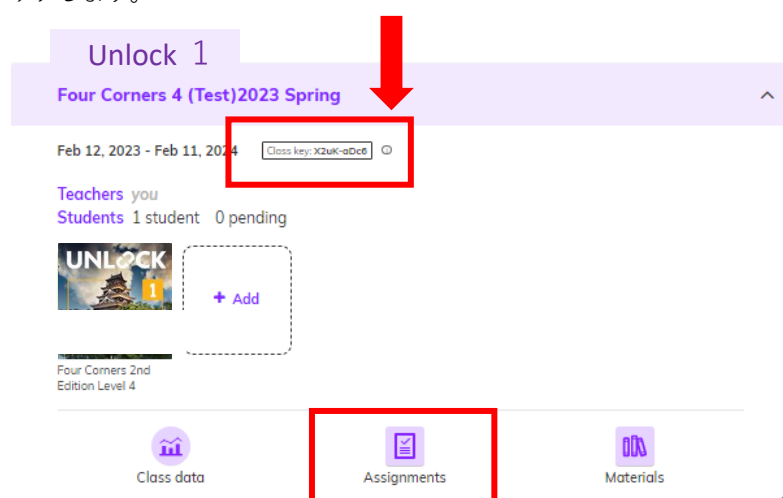 Unlock 1
Four Corners 4 (Test)2023 Spring
Feb 12, 2023 - Feb 11, 2024 Class key: X2uK-aDc6
Teachers you
Students 1 student 0 pending
UNLOCK
1
+ Add
Four Corners 2nd
Edition Level 4
Class data Assignments Materials